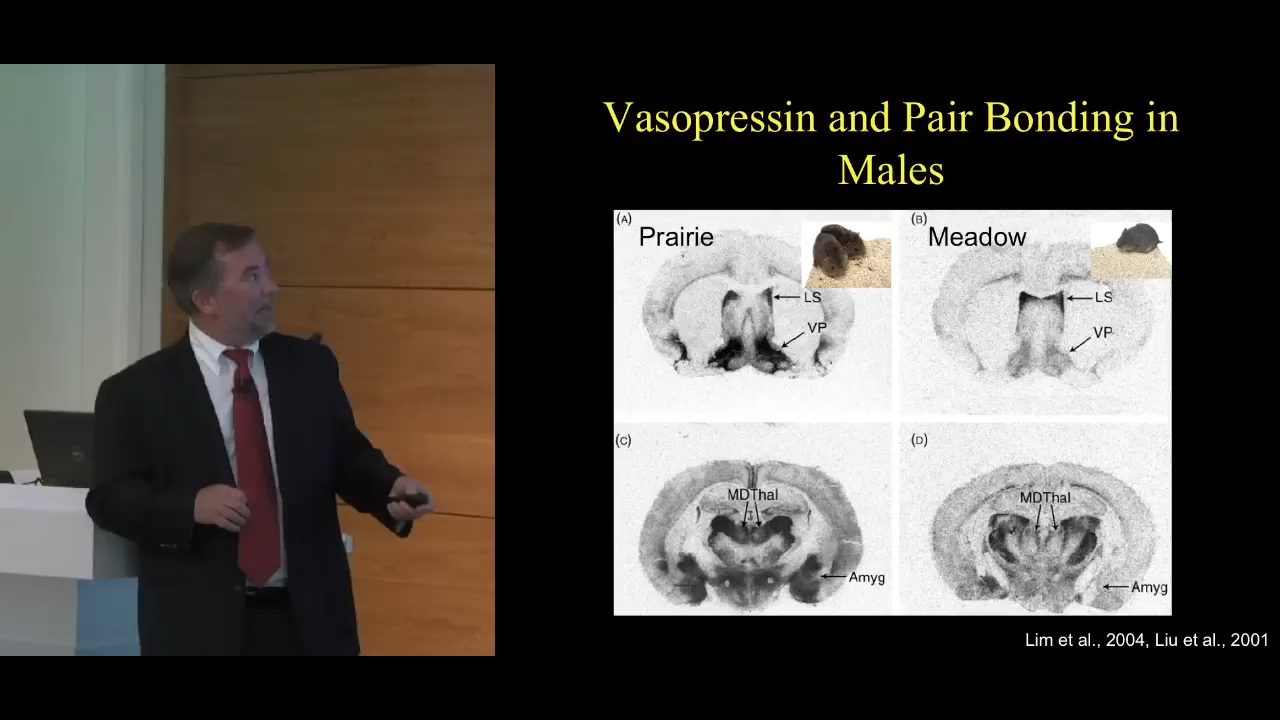 Vasopressin and Pair Bonding in
Males
(A)
Prairie
LS
VP
(B)
Meadow
LS
VP
(C)
MDThal
Amyg
(D)
MDThal
Amyg
Lim et al., 2004, Liu et al., 2001